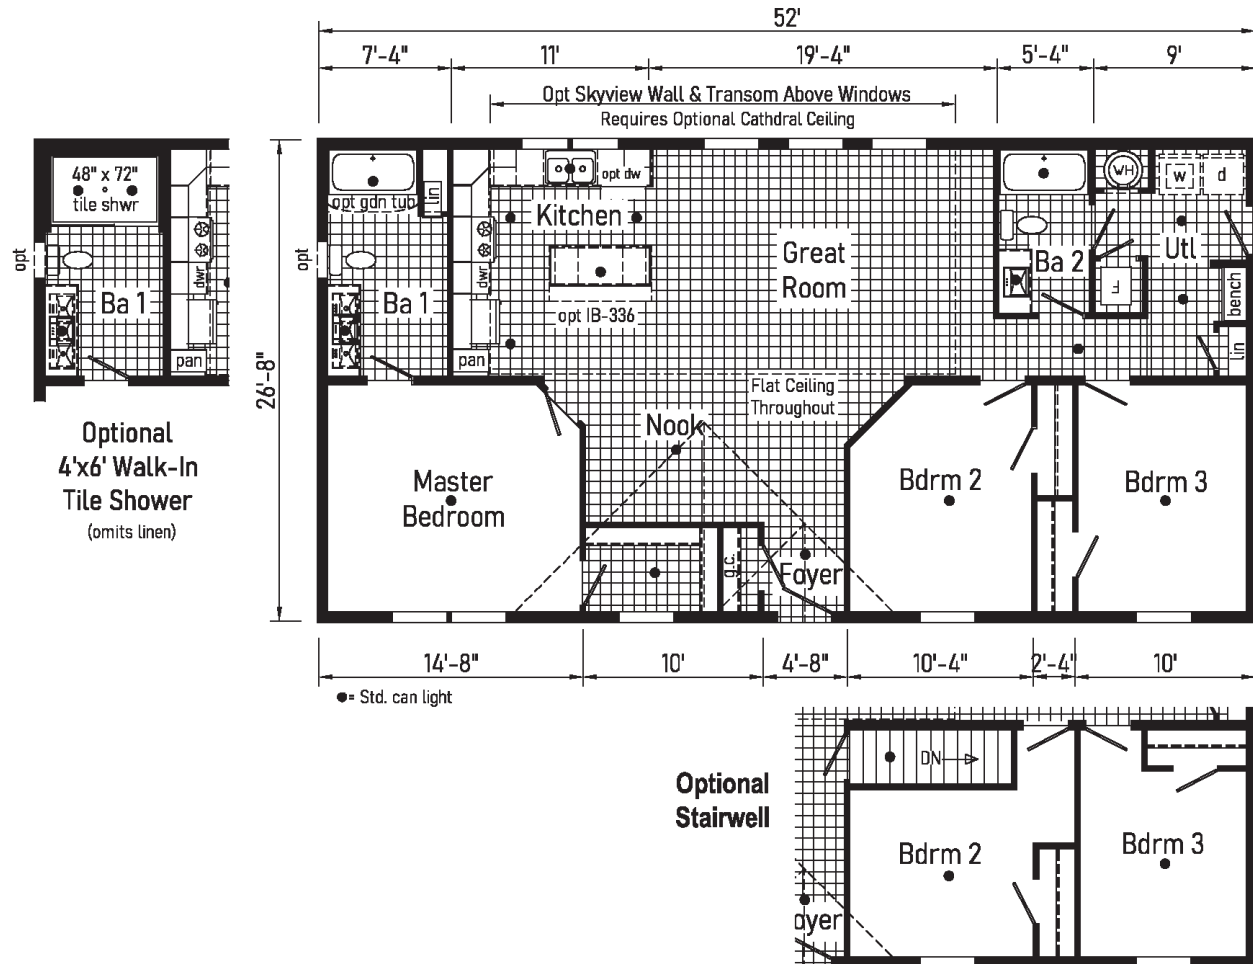 52'
7'-4"
11'
19'-4"
5'-4"
9'
Opt Skyview Wall & Transom Above Windows
Requires Optional Cathdral Ceiling
48" x 72"
tile shwr
opt
Ba 1
dwr
pan
Optional
4'x6' Walk-In
Tile Shower
(omits linen)
26'-8"
opt gdn tub
lin
opt
Ba 1
dwr
pan
opt dw
Kitchen
opt IB-336
Great
Room
WH
w
d
Ba 2
Utl
F
bench
lin
Flat Ceiling
Throughout
Nook
Master
Bedroom
g.c.
Foyer
Bdrm 2
Bdrm 3
14'-8"
10'
4'-8"
10'-4"
2'-4"
10'
●= Std. can light
Optional
Stairwell
DN
Bdrm 2
Bdrm 3
oyer